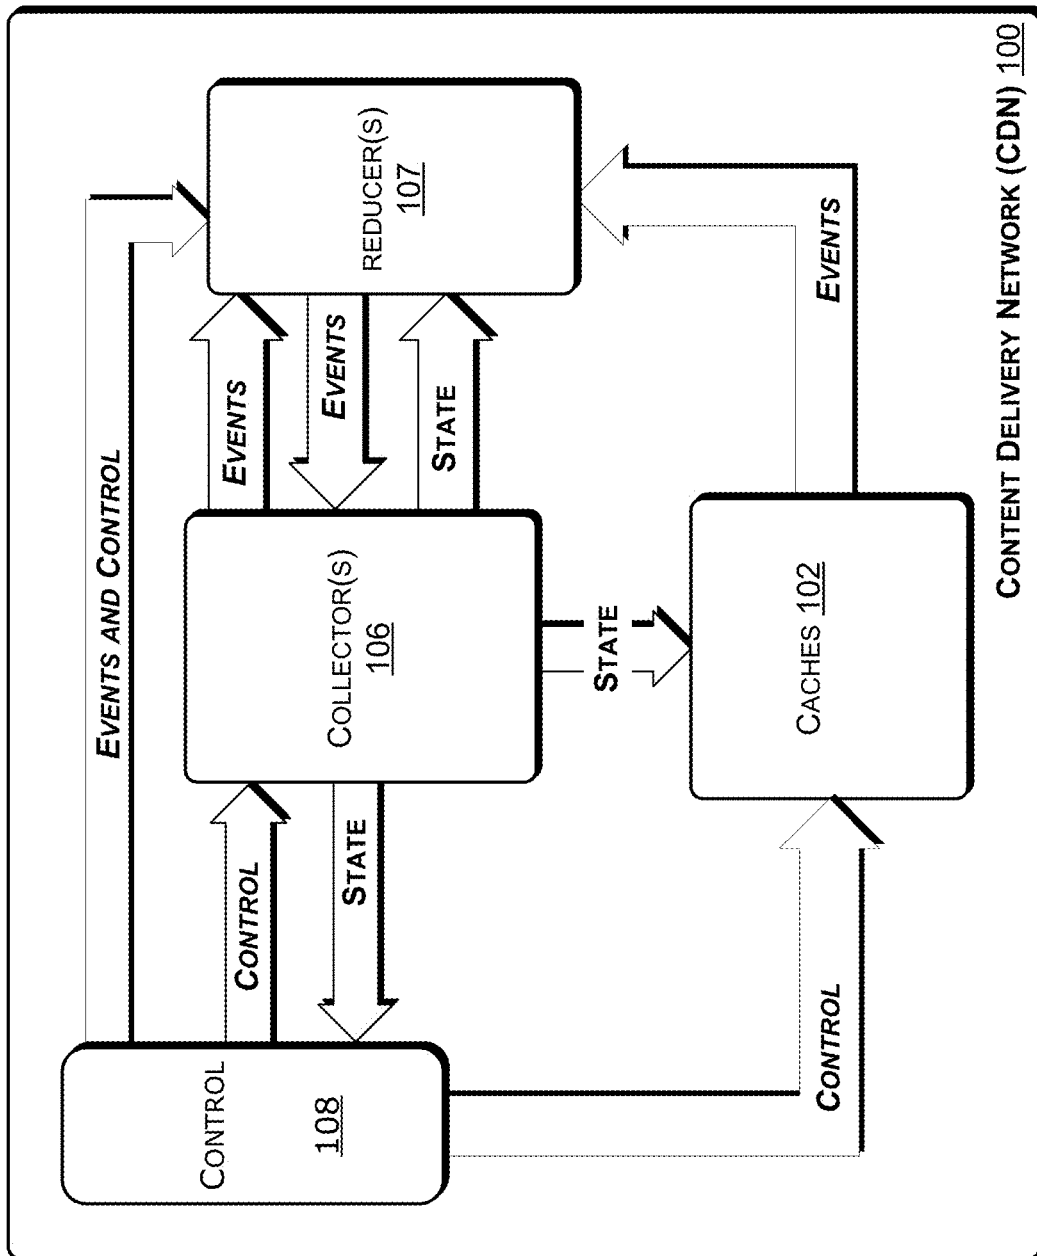 EVENTS AND CONTROL
CONTROL
108
CONTROL
STATE
COLLECTOR(S)
106
EVENTS
EVENTS
STATE
REDUCER(S)
107
STATE
CONTROL
CACHES 102
EVENTS
CONTENT DELIVERY NETWORK (CDN) 100